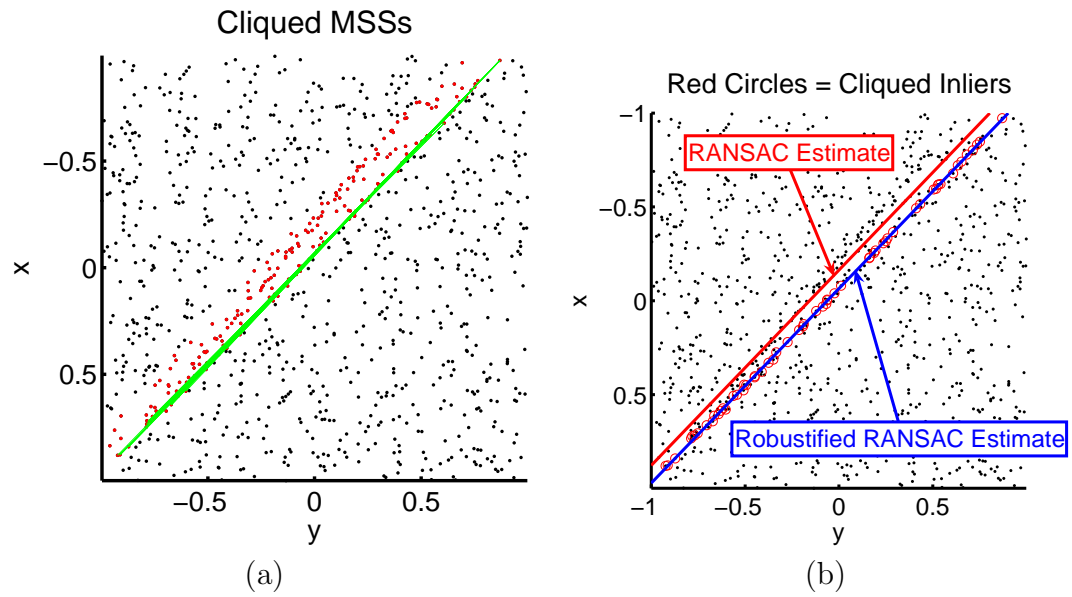 Cliqued MSSs
−0.5
0
0.5
x
−0.5
0
0.5
y
(a)
Red Circles = Cliqued Inliers
−1
−0.5
0
0.5
x
RANSAC Estimate
Robustified RANSAC Estimate
−1
−0.5
0
0.5
y
(b)